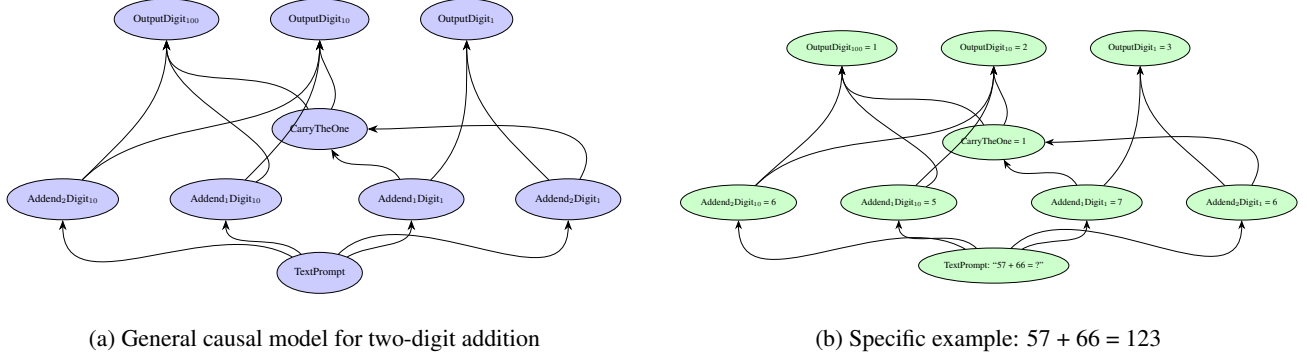 OutputDigit₁₀₀
OutputDigit₁₀
OutputDigit₁
CarryTheOne
Addend₂Digit₁₀
Addend₁Digit₁₀
Addend₁Digit₁
Addend₂Digit₁
TextPrompt
(a) General causal model for two-digit addition
OutputDigit₁₀₀ = 1
OutputDigit₁₀ = 2
OutputDigit₁ = 3
CarryTheOne = 1
Addend₂Digit₁₀ = 6
Addend₁Digit₁₀ = 5
Addend₁Digit₁ = 7
Addend₂Digit₁ = 6
TextPrompt: “57 + 66 = ?”
(b) Specific example: 57 + 66 = 123